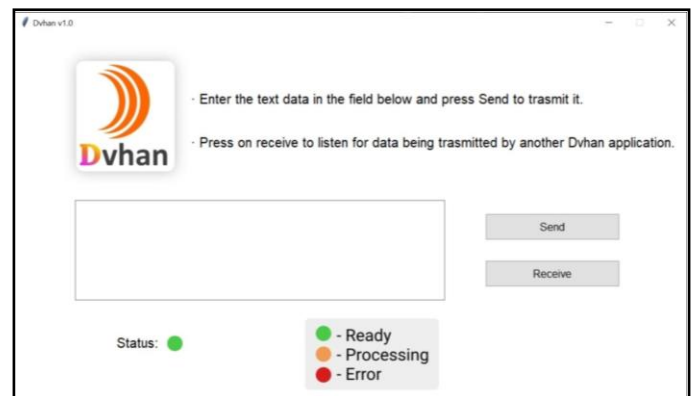 Dvhan v1.0
· Enter the text data in the field below and press Send to trasmit it.
· Press on receive to listen for data being trasmitted by another Dvhan application.
Dvhan
Send
Receive
Status:
- Ready
- Processing
- Error